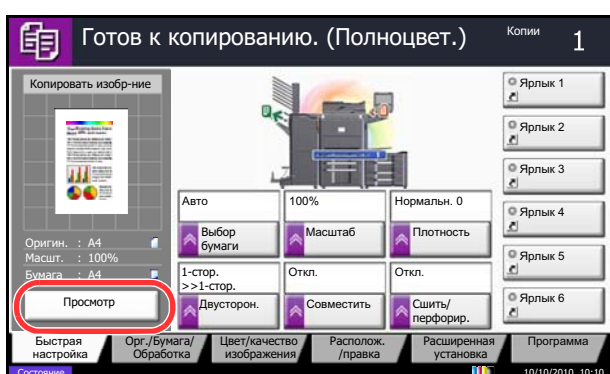 Готов к копированию. (Полноцвет.)
Копии
1
Копировать изобр-ние
Оригин. : A4
Масшт. : 100%
Бумага : A4
Просмотр
Авто
Выбор
бумаги
100%
Масштаб
Нормальн. 0
Плотность
1-стор.
>>1-стор.
Двусторон.
Откл.
Совместить
Откл.
Сшить/
перфорир.
Ярлык 1
Ярлык 2
Ярлык 3
Ярлык 4
Ярлык 5
Ярлык 6
Быстрая
настройка
Орг./Бумага/
Обработка
Цвет/качество
изображения
Располож.
/правка
Расширенная
установка
Программа
Состояние
10/10/2010 10:10